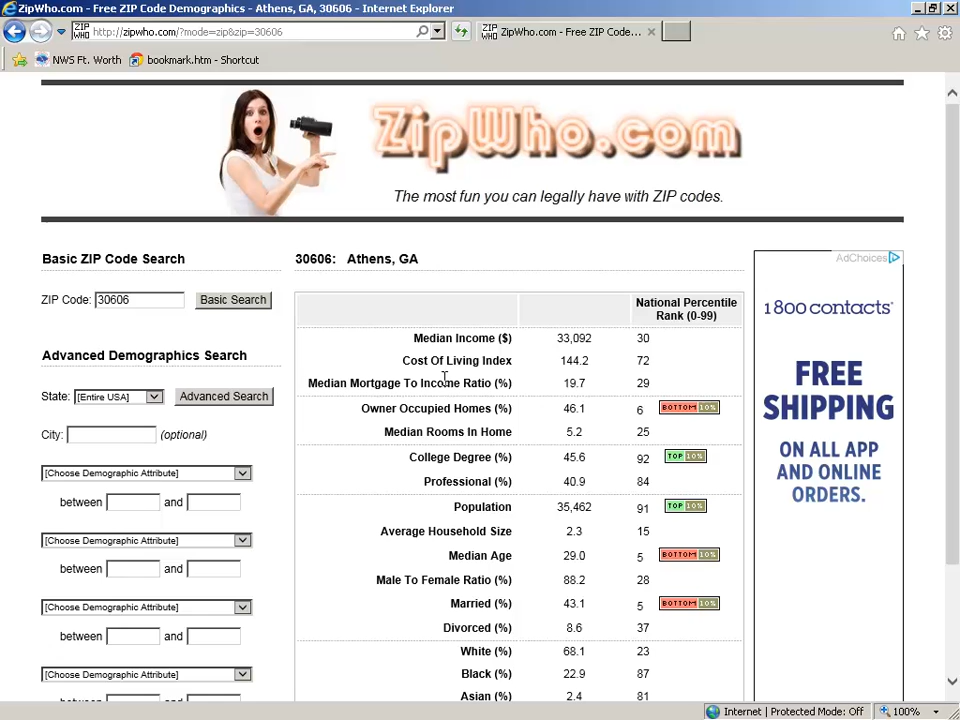 ZipWho.com - Free ZIP Code Demographics - Athens, GA, 30606 - Internet Explorer
ZIP WHO http://zipwho.com/?mode=zip&zip=30606
ZIP WHO ZipWho.com - Free ZIP Code...
NWS Ft. Worth bookmark.htm - Shortcut
ZipWho.com
The most fun you can legally have with ZIP codes.
Basic ZIP Code Search
ZIP Code: 30606 Basic Search
Advanced Demographics Search
State: [Entire USA] Advanced Search
City: (optional)
[Choose Demographic Attribute]
between and
[Choose Demographic Attribute]
between and
[Choose Demographic Attribute]
between and
[Choose Demographic Attribute]
between and
30606: Athens, GA
National Percentile
Rank (0-99)
Median Income ($) 33,092 30
Cost Of Living Index 144.2 72
Median Mortgage To Income Ratio (%) 19.7 29
Owner Occupied Homes (%) 46.1 6 BOTTOM 10%
Median Rooms In Home 5.2 25
College Degree (%) 45.6 92 TOP 10%
Professional (%) 40.9 84
Population 35,462 91 TOP 10%
Average Household Size 2.3 15
Median Age 29.0 5 BOTTOM 10%
Male To Female Ratio (%) 88.2 28
Married (%) 43.1 5 BOTTOM 10%
Divorced (%) 8.6 37
White (%) 68.1 23
Black (%) 22.9 87
Asian (%) 2.4 81
AdChoices
1 800 contacts
FREE
SHIPPING
ON ALL APP
AND ONLINE
ORDERS.
Internet | Protected Mode: Off 100%